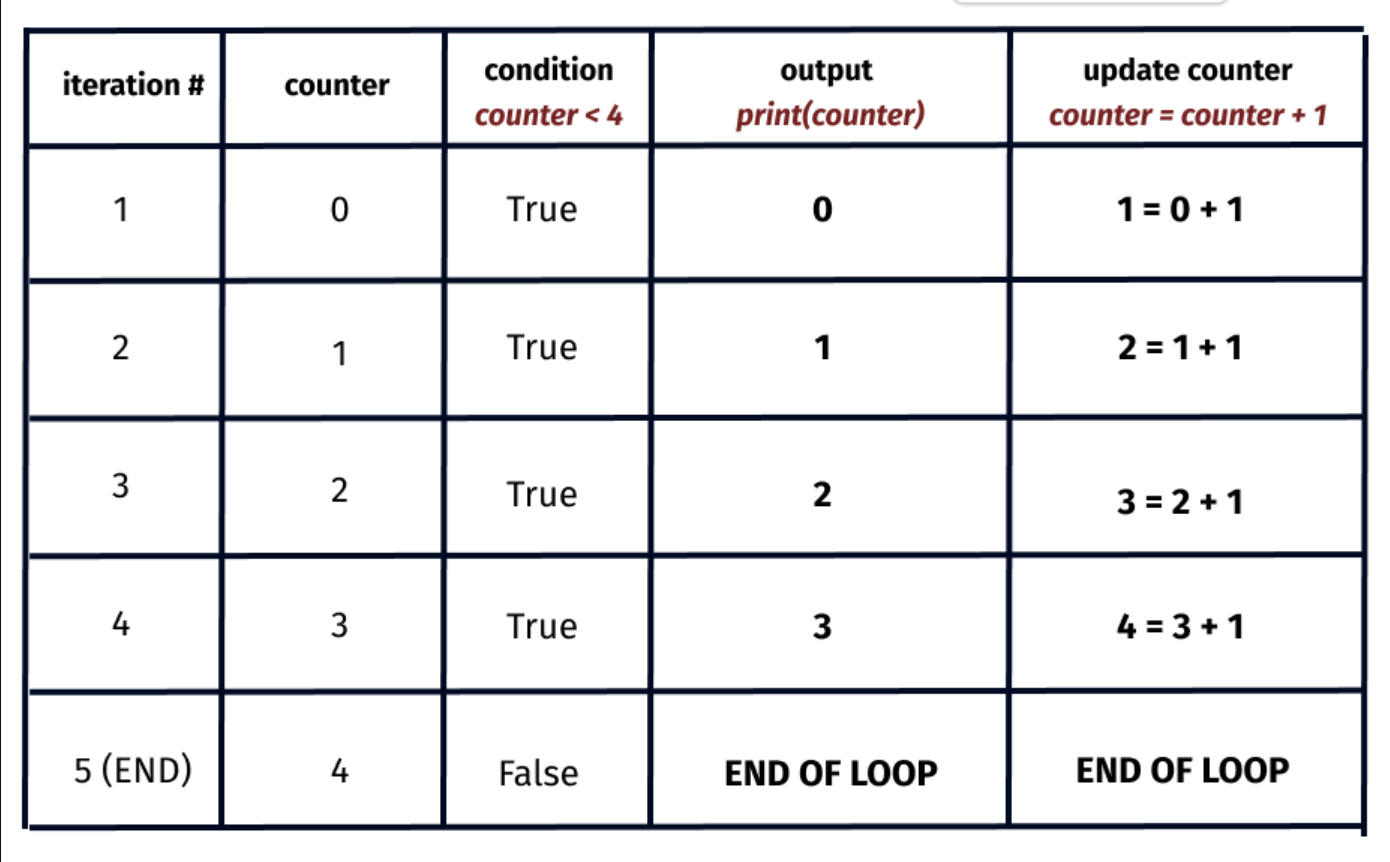 iteration #
counter
condition
counter < 4
output
print(counter)
update counter
counter = counter + 1
1
0
True
0
1 = 0 + 1
2
1
True
1
2 = 1 + 1
3
2
True
2
3 = 2 + 1
4
3
True
3
4 = 3 + 1
5 (END)
4
False
END OF LOOP
END OF LOOP